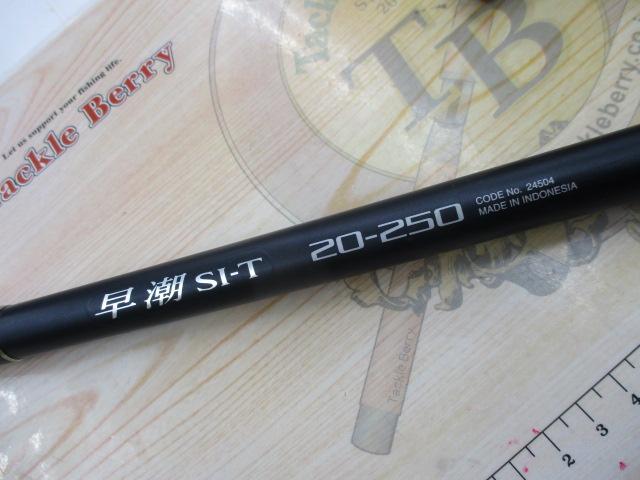 Let us support your fishing life.
Tackle Berry
早潮 SI-T 20-250
CODE No. 24504
MADE IN INDONESIA
TB
Tackle Berry
2 3 4